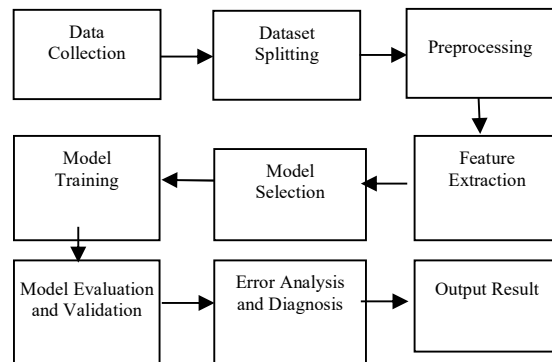 Data
Collection
Dataset
Splitting
Preprocessing
Model
Training
Model
Selection
Feature
Extraction
Model Evaluation
and Validation
Error Analysis
and Diagnosis
Output Result